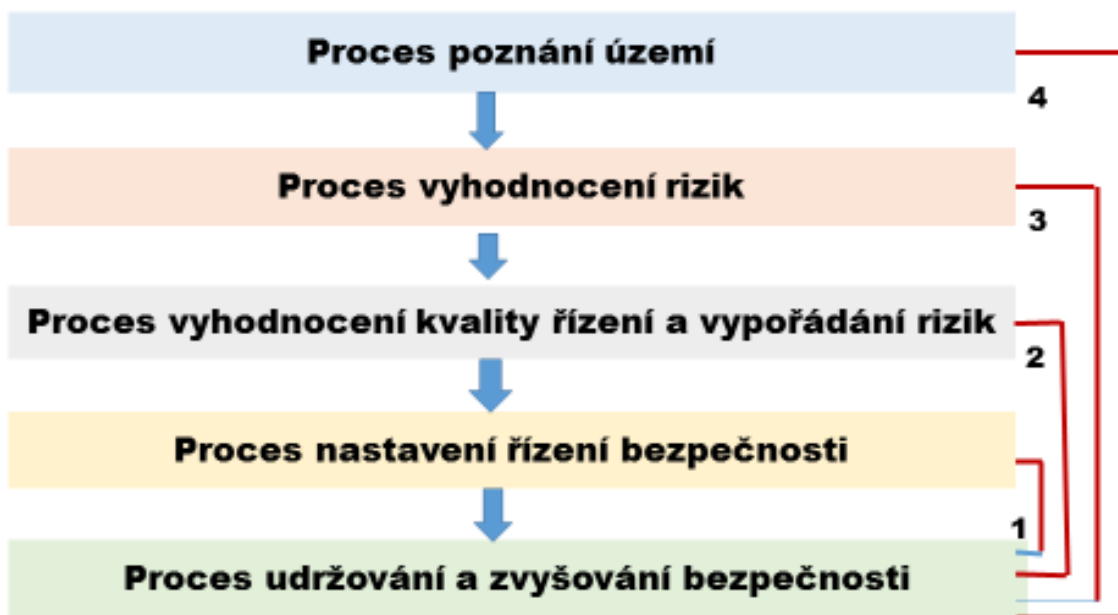 Proces poznání území
4
Proces vyhodnocení rizik
3
Proces vyhodnocení kvality řízení a vypořádání rizik
2
Proces nastavení řízení bezpečnosti
1
Proces udržování a zvyšování bezpečnosti